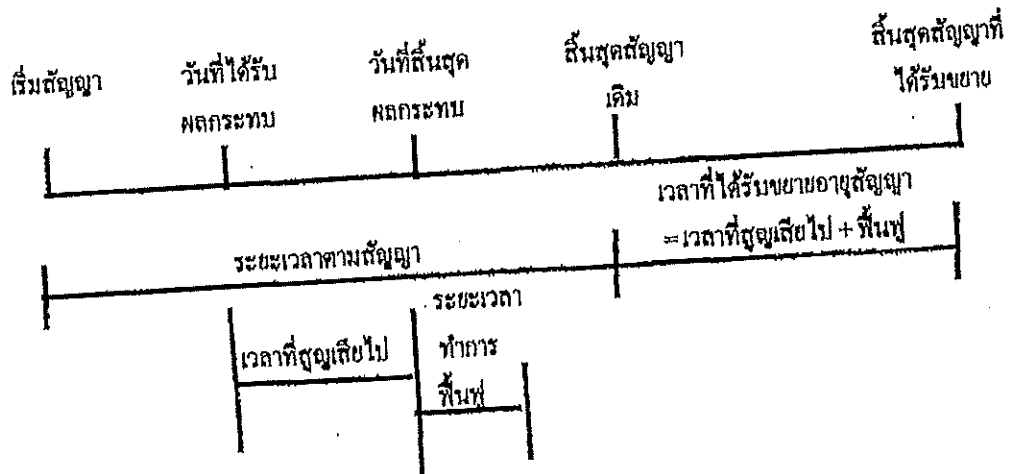 เริ่มสัญญา
วันที่ได้รับ
ผลกระทบ
วันที่สิ้นสุด
ผลกระทบ
สิ้นสุดสัญญา
เดิม
สิ้นสุดสัญญาที่
ได้รับขยาย
เวลาที่ได้รับขยายอายุสัญญา
=เวลาที่สูญเสียไป + ฟื้นฟู
ระยะเวลาตามสัญญา
เวลาที่สูญเสียไป
ระยะเวลา
ทำการ
ฟื้นฟู